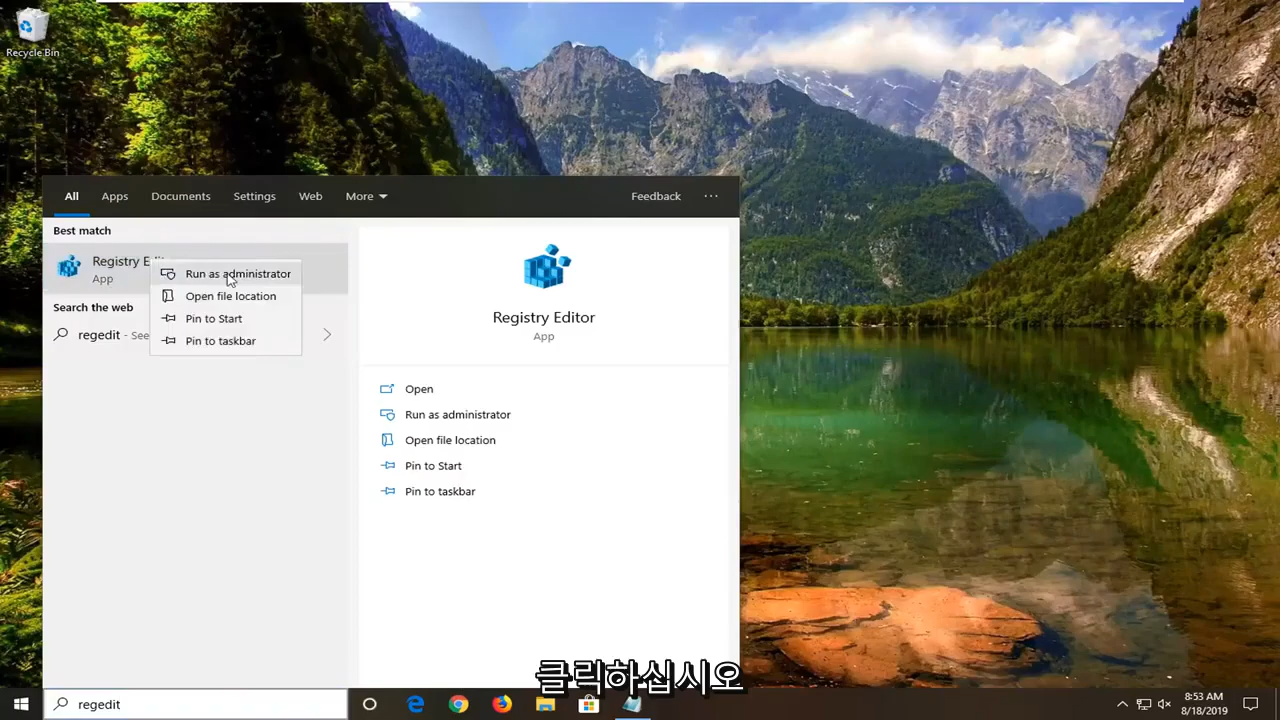 Recycle Bin
All Apps Documents Settings Web More Feedback ...
Best match
Registry
App
Run as administrator
Open file location
Pin to Start
Pin to taskbar
Search the web
regedit - See
Registry Editor
App
Open
Run as administrator
Open file location
Pin to Start
Pin to taskbar
클릭하십시오
regedit
8:53 AM
8/18/2019